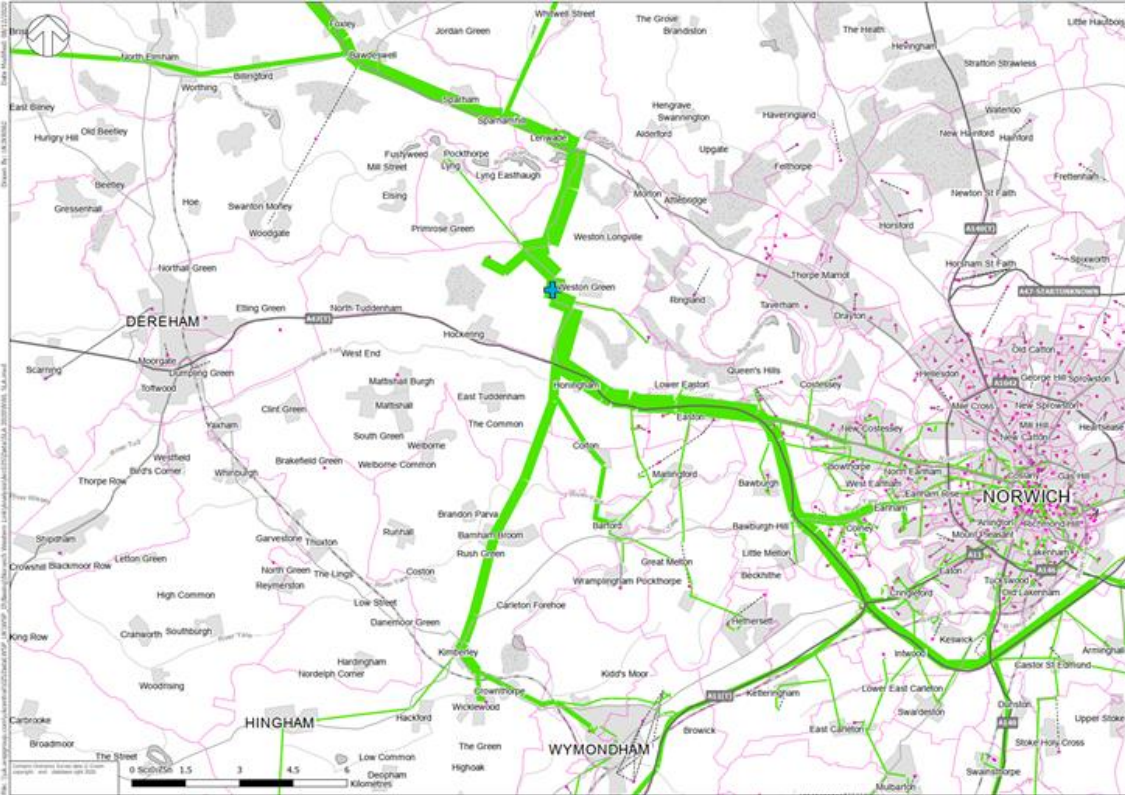 Foxley
Jordan Green
Whitwell Street
The Grove
Brandiston
The Heath
Hevingham
Little Hautbois
North Elmham
Bawdeswell
Stratton Strawless
Worthing
Billingford
East Bilney
Hungry Hill
Old Beetley
Sparham
Sparhamhill
Lenwade
Hengrave
Swannington
Alderford
Haveringland
Waterloo
New Hainford
Hainford
Upgate
Fustyweed
Mill Street
Pockthorpe
Lyng
Lyng Easthaugh
Felthorpe
Frettenham
Beetley
Gressenhall
Hoe
Swanton Morley
Elsing
Morton
Attlebridge
Newton St Faith
Horsford
Woodgate
Primrose Green
Weston Longville
A140(T)
Northall Green
Horsham St Faith
Spixworth
Thorpe Marriot
Weston Green
Ringland
Taverham
Drayton
A47-STARTUNKNOWN
DEREHAM
Etling Green
North Tuddenham
A47(T)
Hockering
West End
Old Catton
Scarning
Moorgate
Dumpling Green
Toftwood
Mattishall Burgh
Mattishall
Honingham
Lower Easton
Queen's Hills
Costessey
Hellesdon
A1042
George Hill
Sprowston
Clint Green
East Tuddenham
The Common
Easton
New Costessey
Mile Cross
New Sprowston
Mill Hill
New Catton
Heartsease
Yaxham
South Green
Welborne
Colton
Westfield
Bird's Corner
Whinburgh
Brakefield Green
Welborne Common
Marlingford
Bawburgh
Bowthorpe
West Earlham
North Earlham
Earlham Rise
Gas Hill
Thorpe Row
NORWICH
Brandon Parva
Barnham Broom
Barford
Bawburgh Hill
Earlham
Colney
Richmond Hill
Mount Pleasant
Shipdham
Garvestone
Thuxton
Runhall
Rush Green
Little Melton
A11
Lakenham
Letton Green
Crowshill
Blackmoor Row
North Green
Reymerston
The Lings
Coston
Great Melton
Beckhithe
Eaton
Tuckswood
Old Lakenham
High Common
Low Street
Wramplingham
Pockthorpe
Cringleford
Carleton Forehoe
King Row
Cranworth
Southburgh
Danemoor Green
Hethersett
Keswick
Intwood
Arminghall
Kimberley
Caistor St Edmund
Hardingham
Nordelph Corner
Woodrising
Kidd's Moor
Crownthorpe
A11(T)
Ketteringham
Lower East Carleton
Dunston
Carbrooke
HINGHAM
Hackford
Wicklewood
Swardeston
A140
Upper Stoke
Broadmoor
The Street
Low Common
The Green
WYMONDHAM
Browick
East Carleton
Stoke Holy Cross
Deopham
Highoak
Mulbarton
Swainsthorpe
1.5
3
4.5
6
Kilometres